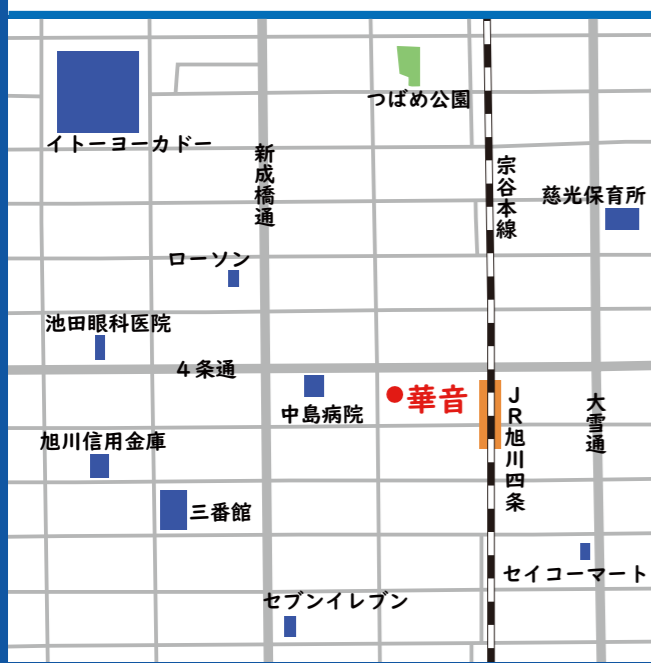 つばめ公園
イトーヨーカドー
新成橋通
宗谷本線
慈光保育所
ローソン
池田眼科医院
4条通
中島病院
華音
JR旭川四条
大雪通
旭川信用金庫
三番館
セイコーマート
セブンイレブン